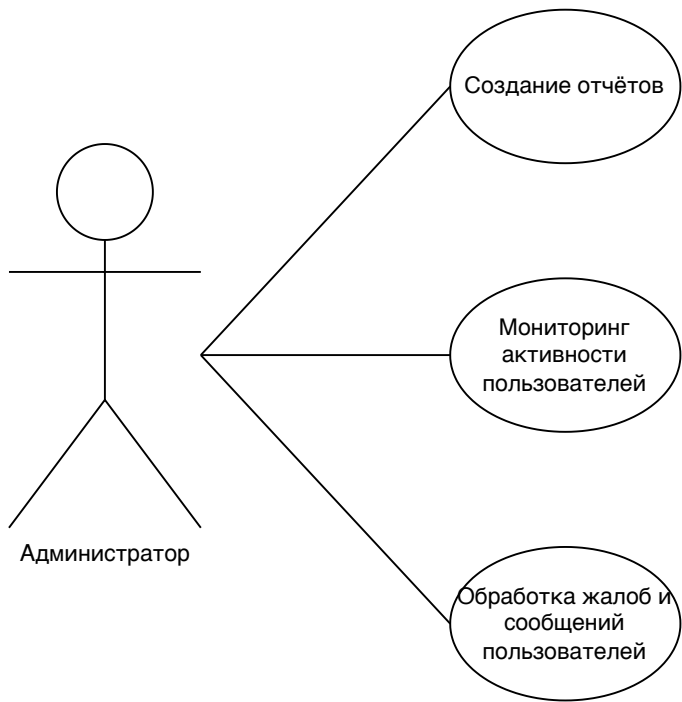 Создание отчётов
Мониторинг
активности
пользователей
Администратор
Обработка жалоб и
сообщений
пользователей